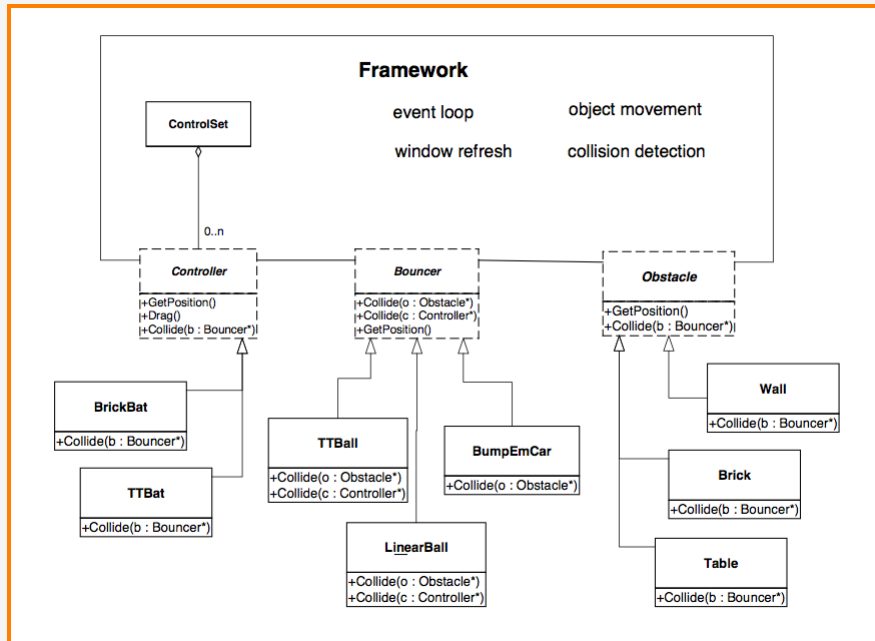 Framework
event loop
object movement
window refresh
collision detection
ControlSet
0..n
Controller
+GetPosition()
+Drag()
+Collide(b : Bouncer*)
Bouncer
+Collide(o : Obstacle*)
+Collide(c : Controller*)
+GetPosition()
Obstacle
+GetPosition()
+Collide(b : Bouncer*)
BrickBat
+Collide(b : Bouncer*)
TTBat
+Collide(b : Bouncer*)
TTBall
+Collide(o : Obstacle*)
+Collide(c : Controller*)
LinearBall
+Collide(o : Obstacle*)
+Collide(c : Controller*)
BumpEmCar
+Collide(o : Obstacle*)
Wall
+Collide(b : Bouncer*)
Brick
+Collide(b : Bouncer*)
Table
+Collide(b : Bouncer*)